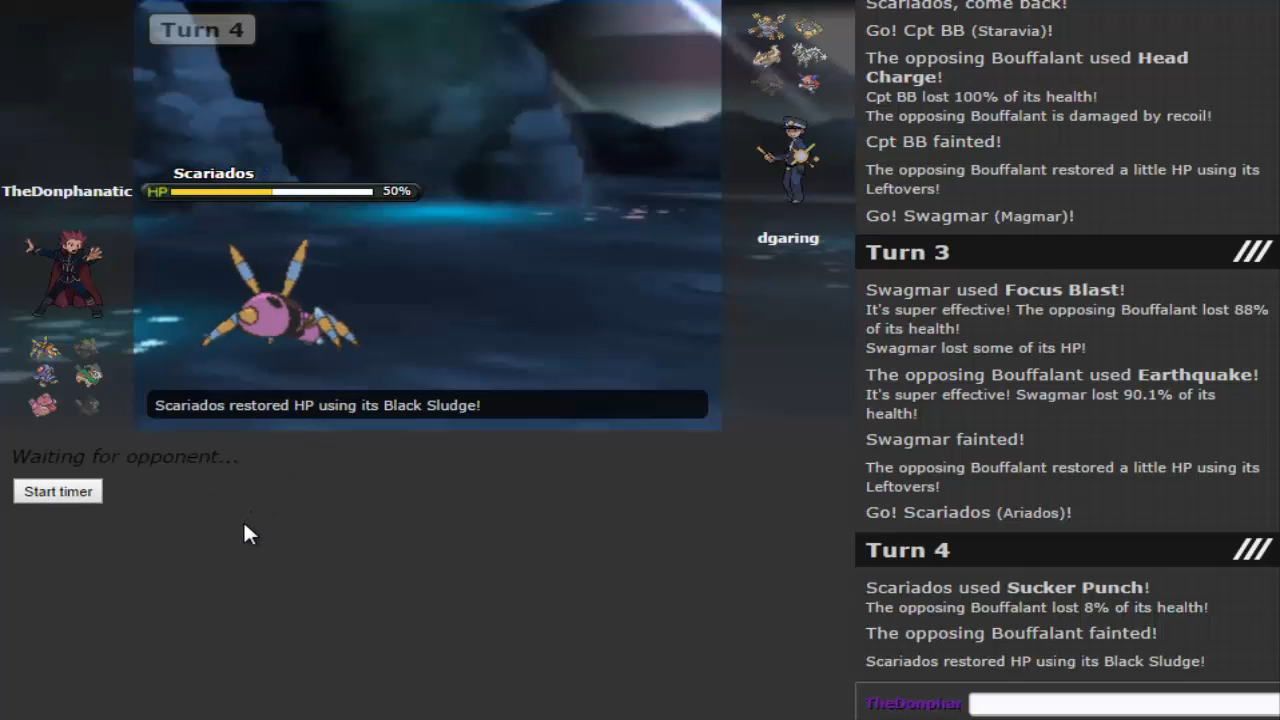 Turn 4
Scariados
HP 50%
TheDonphanatic
dgaring
Scariados restored HP using its Black Sludge!
Waiting for opponent...
Start timer
Scariados, come back!
Go! Cpt BB (Staravia)!
The opposing Bouffalant used Head
Charge!
Cpt BB lost 100% of its health!
The opposing Bouffalant is damaged by recoil!
Cpt BB fainted!
The opposing Bouffalant restored a little HP using its
Leftovers!
Go! Swagmar (Magmar)!
Turn 3
Swagmar used Focus Blast!
It's super effective! The opposing Bouffalant lost 88%
of its health!
Swagmar lost some of its HP!
The opposing Bouffalant used Earthquake!
It's super effective! Swagmar lost 90.1% of its
health!
Swagmar fainted!
The opposing Bouffalant restored a little HP using its
Leftovers!
Go! Scariados (Ariados)!
Turn 4
Scariados used Sucker Punch!
The opposing Bouffalant lost 8% of its health!
The opposing Bouffalant fainted!
Scariados restored HP using its Black Sludge!
TheDonphar